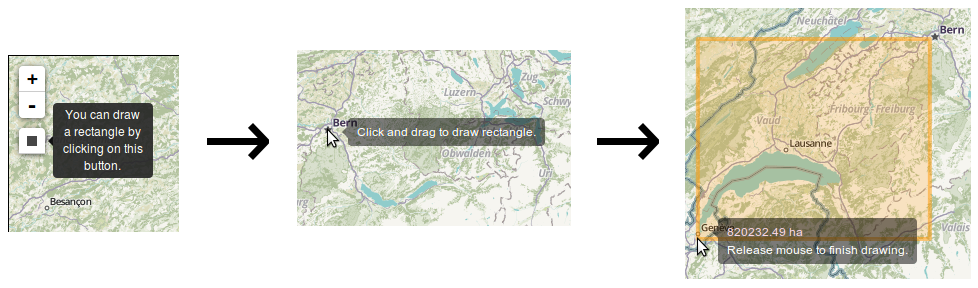 +
-
You can draw
a rectangle by
clicking on this
button.
Besançon
Zug
Luzern
Schwy
Bern
Click and drag to draw rectangle.
Obwalden
Uri
Neuchâtel
Bern
Fribourg - Freiburg
Vaud
Lausanne
Genev
820232.49 ha
Valais
Release mouse to finish drawing.